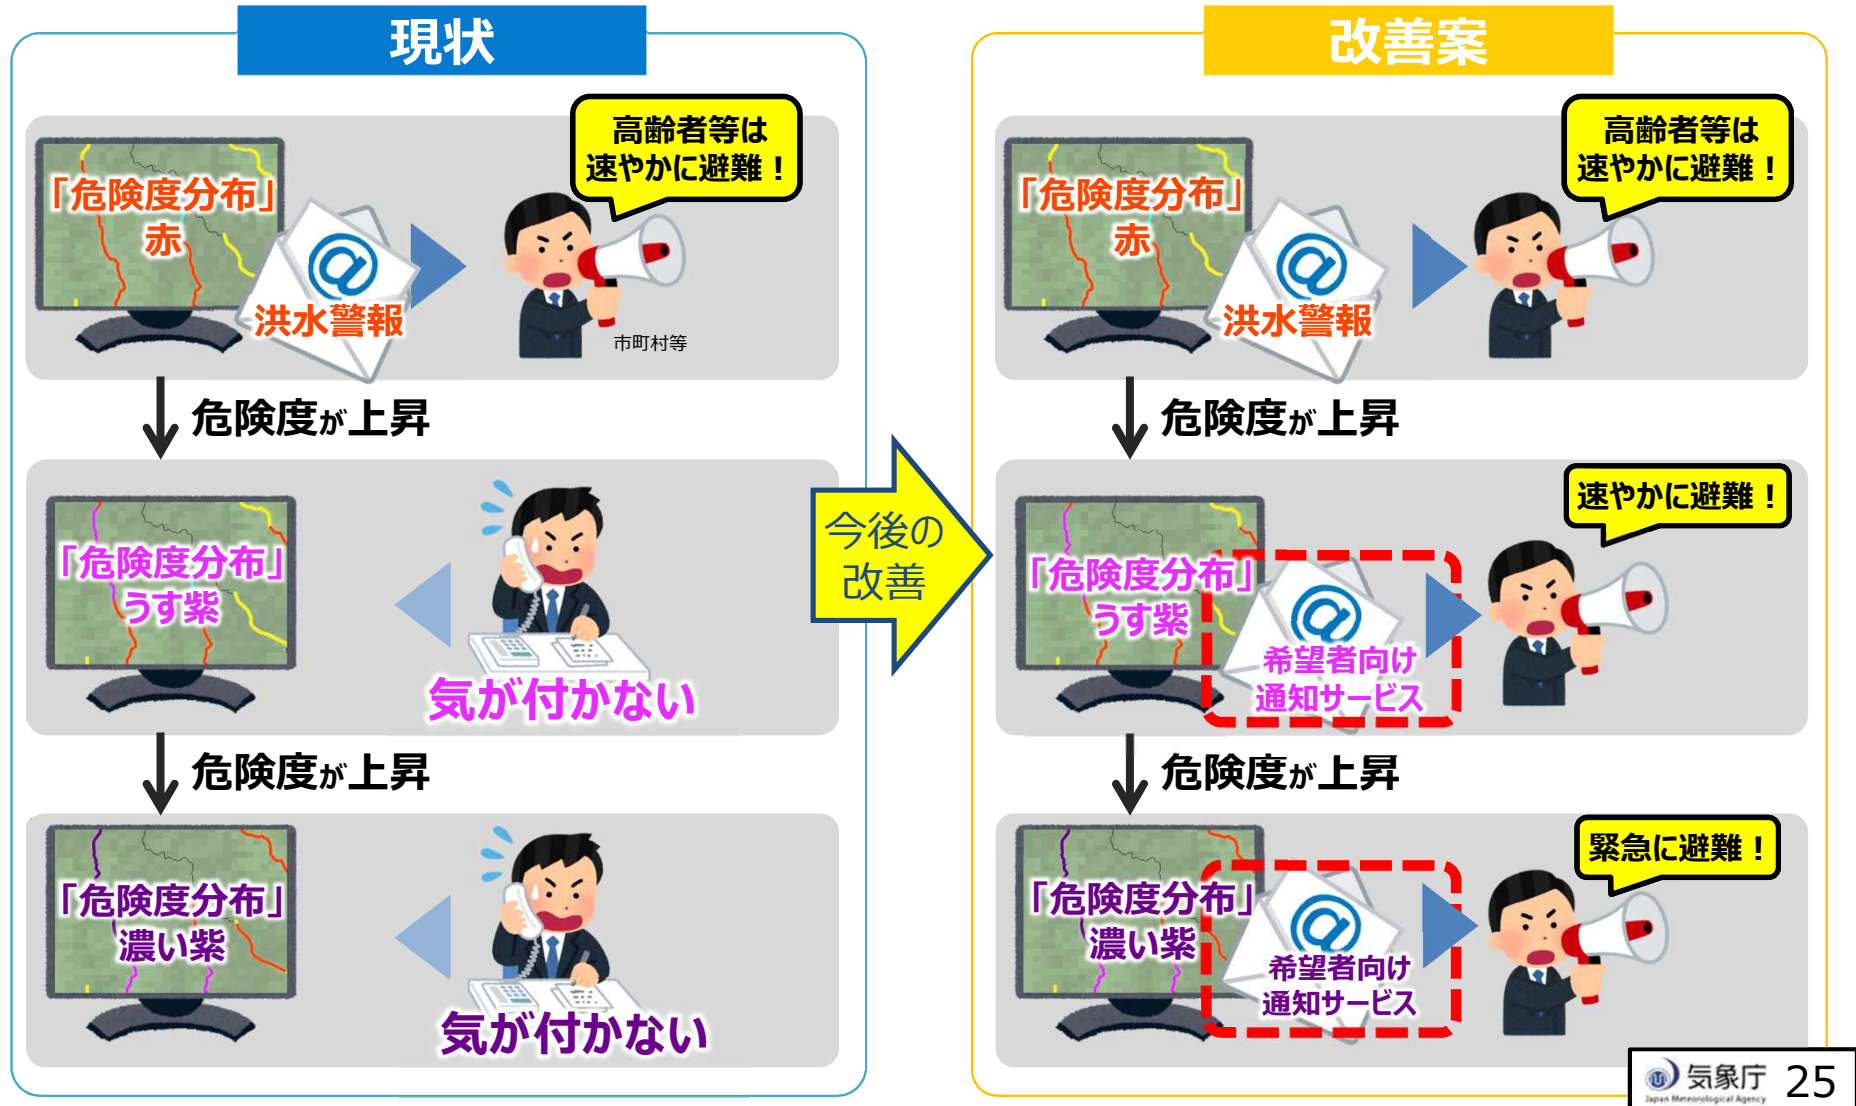 現状
高齢者等は
速やかに避難！
「危険度分布」
赤
@
洪水警報
市町村等
危険度が上昇
「危険度分布」
うす紫
気が付かない
危険度が上昇
「危険度分布」
濃い紫
気が付かない
今後の
改善
改善案
高齢者等は
速やかに避難！
「危険度分布」
赤
@
洪水警報
危険度が上昇
速やかに避難！
「危険度分布」
うす紫
@
希望者向け
通知サービス
危険度が上昇
緊急に避難！
「危険度分布」
濃い紫
@
希望者向け
通知サービス
気象庁
Japan Meteorological Agency
25